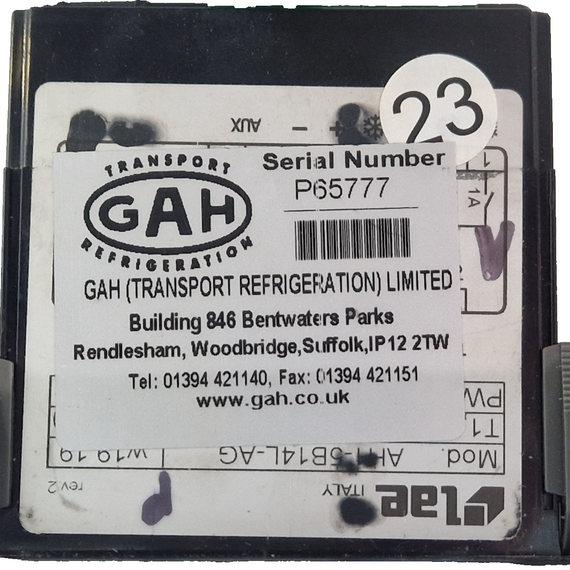 23
AUX
TRANSPORT
GAH
REFRIGERATION
Serial Number
P65777
1
1A
GAH (TRANSPORT REFRIGERATION) LIMITED
Building 846 Bentwaters Parks
Rendlesham, Woodbridge,Suffolk,IP12 2TW
Tel: 01394 421140, Fax: 01394 421151
www.gah.co.uk
PW
T1
Mod. AH1-5B14L-AG W19.19
lae ITALY rev.2